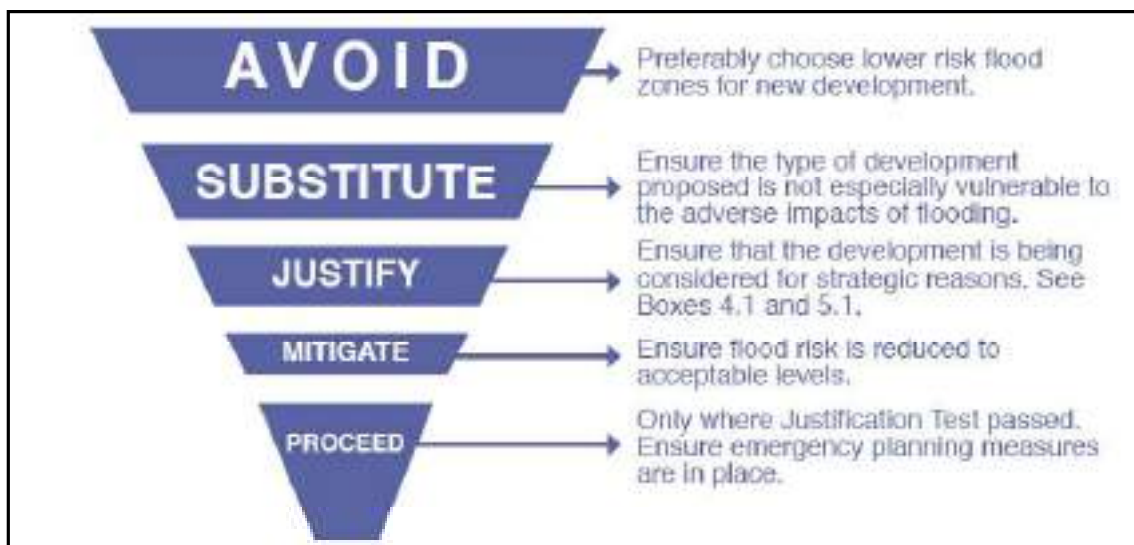 AVOID
Preferably choose lower risk flood
zones for new development.
SUBSTITUTE
Ensure the type of development
proposed is not especially vulnerable to
the adverse impacts of flooding.
JUSTIFY
Ensure that the development is being
considered for strategic reasons. See
Boxes 4.1 and 5.1.
MITIGATE
Ensure flood risk is reduced to
acceptable levels.
PROCEED
Only where Justification Test passed.
Ensure emergency planning measures
are in place.